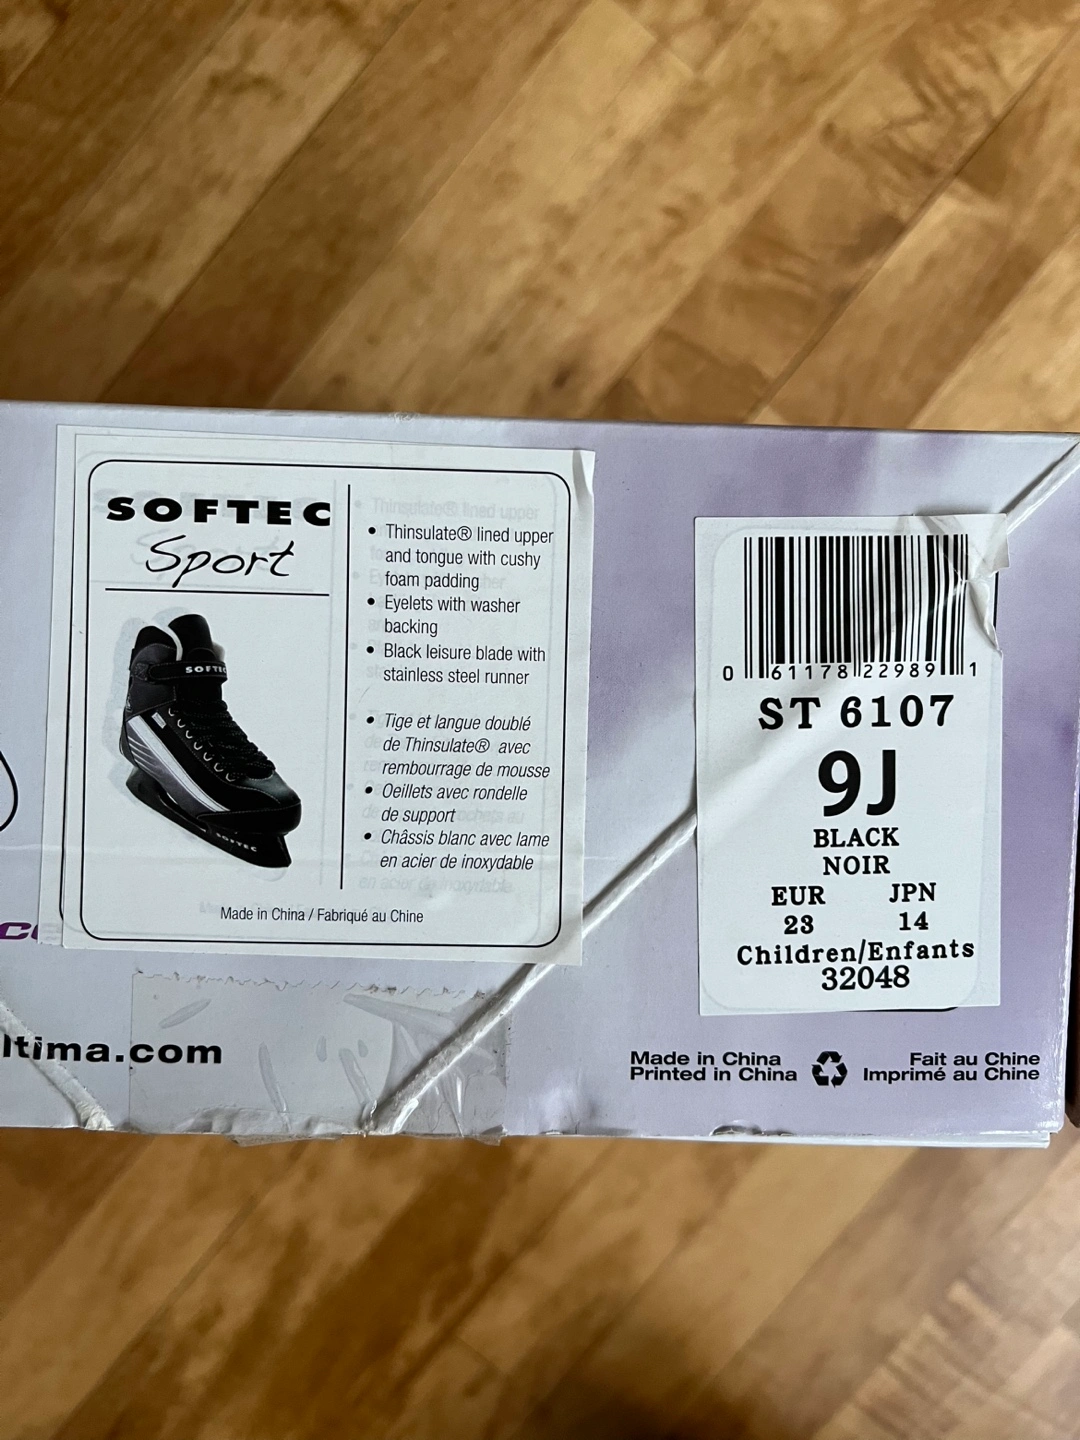 SOFTEC
Sport
SOFTEC
SOFTEC
• Thinsulate® lined upper
and tongue with cushy
foam padding
• Eyelets with washer
backing
• Black leisure blade with
stainless steel runner
• Tige et langue doublé
de Thinsulate® avec
rembourrage de mousse
• Oeillets avec rondelle
de support
• Châssis blanc avec lame
en acier de inoxydable
Made in China / Fabriqué au Chine
0 61178 22989 1
ST 6107
9J
BLACK
NOIR
EUR JPN
23 14
Children/Enfants
32048
ltima.com
Made in China Fait au Chine
Printed in China Imprimé au Chine